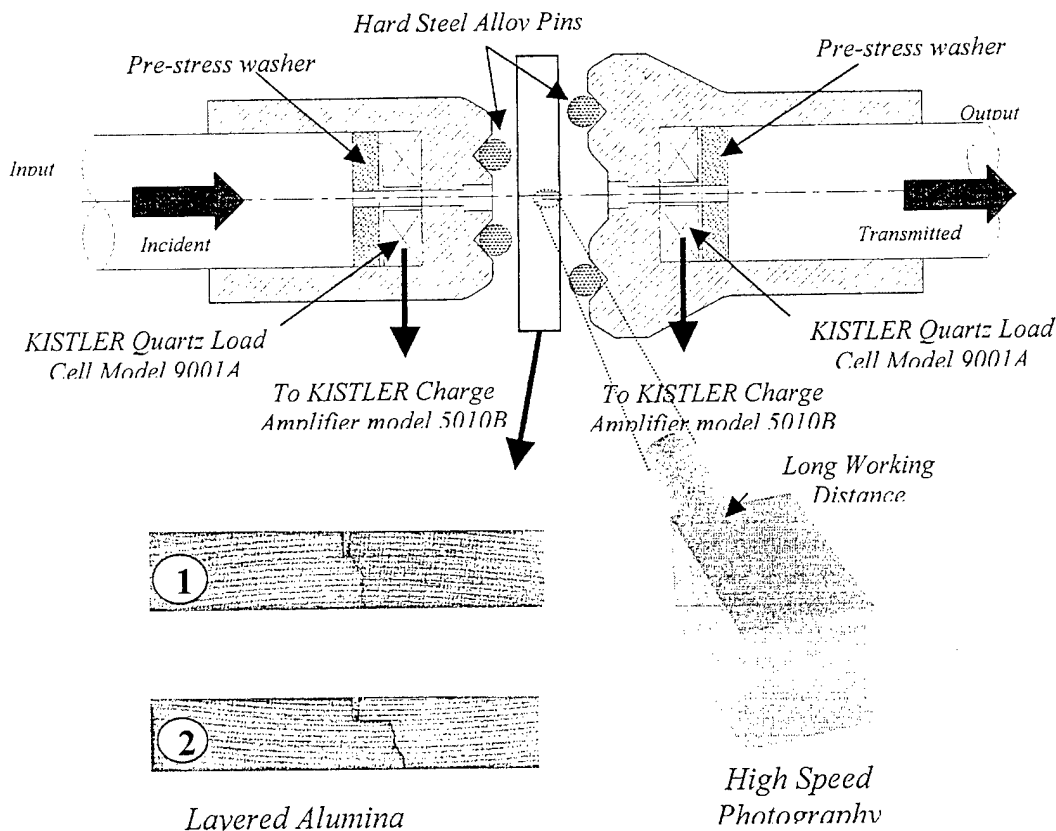 Hard Steel Alloy Pins
Pre-stress washer
Pre-stress washer
Input
Output
Incident
Transmitted
KISTLER Quartz Load
Cell Model 9001A
KISTLER Quartz Load
Cell Model 9001A
To KISTLER Charge
Amplifier model 5010B
To KISTLER Charge
Amplifier model 5010B
Long Working
Distance
1
2
Layered Alumina
High Speed
Photography